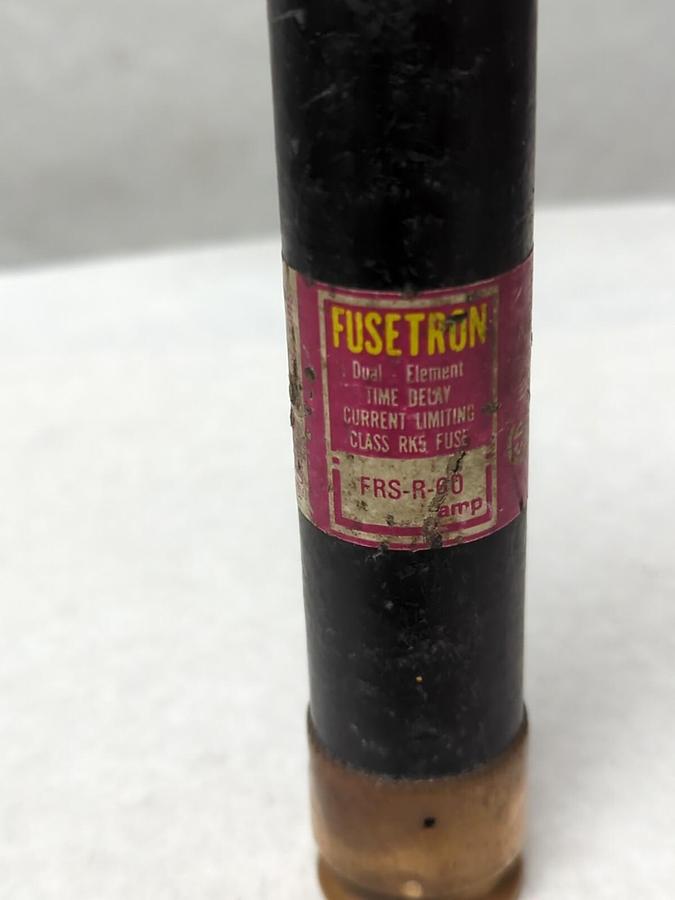 FUSETRON
Dual - Element
TIME DELAY
CURRENT LIMITING
CLASS RK5 FUSE
FRS-R-60
amp